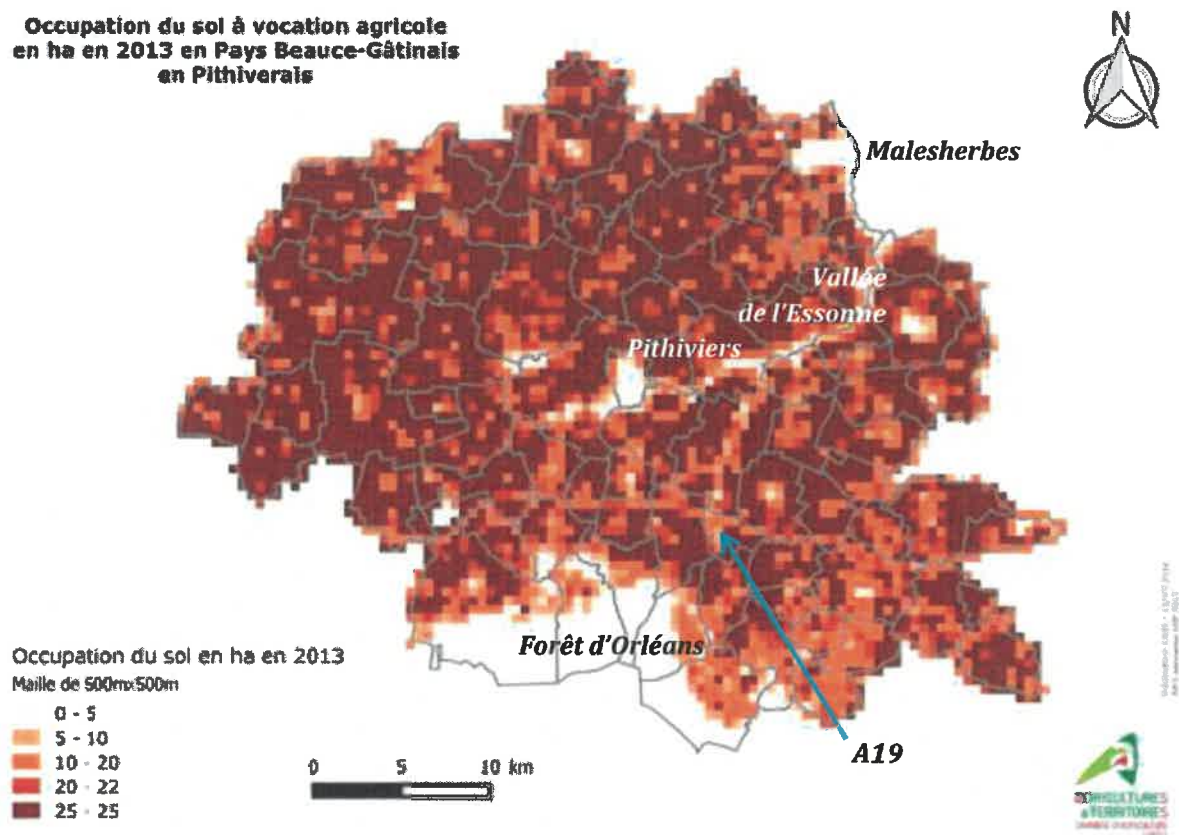 Occupation du sol à vocation agricole
en ha en 2013 en Pays Beauce-Gâtinais
en Pithiverais
N
Malesherbes
Vallée
de l'Essonne
Pithiviers
Forêt d'Orléans
A19
Occupation du sol en ha en 2013
Maille de 500mx500m
0 - 5
5 - 10
10 - 20
20 - 22
25 - 25
0 5 10 km
AGRICULTURES
& TERRITOIRES